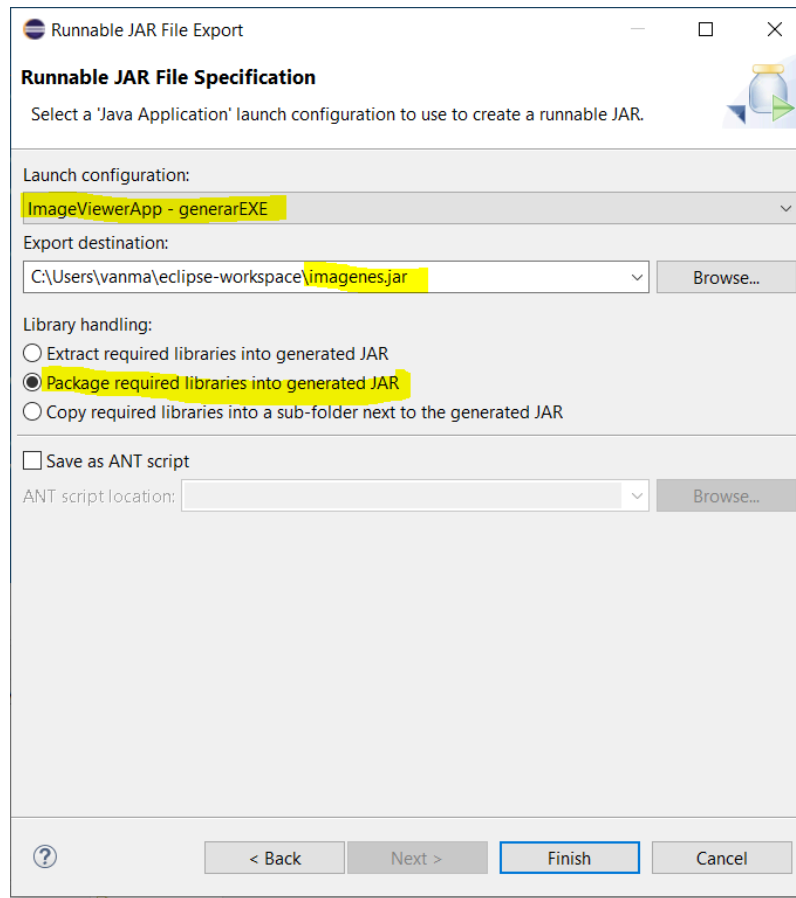 Runnable JAR File Export
Runnable JAR File Specification
Select a 'Java Application' launch configuration to use to create a runnable JAR.
Launch configuration:
ImageViewerApp - generarEXE
Export destination:
C:\Users\vanma\eclipse-workspace\imagenes.jar
Browse...
Library handling:
Extract required libraries into generated JAR
Package required libraries into generated JAR
Copy required libraries into a sub-folder next to the generated JAR
Save as ANT script
ANT script location:
Browse...
? < Back Next > Finish Cancel